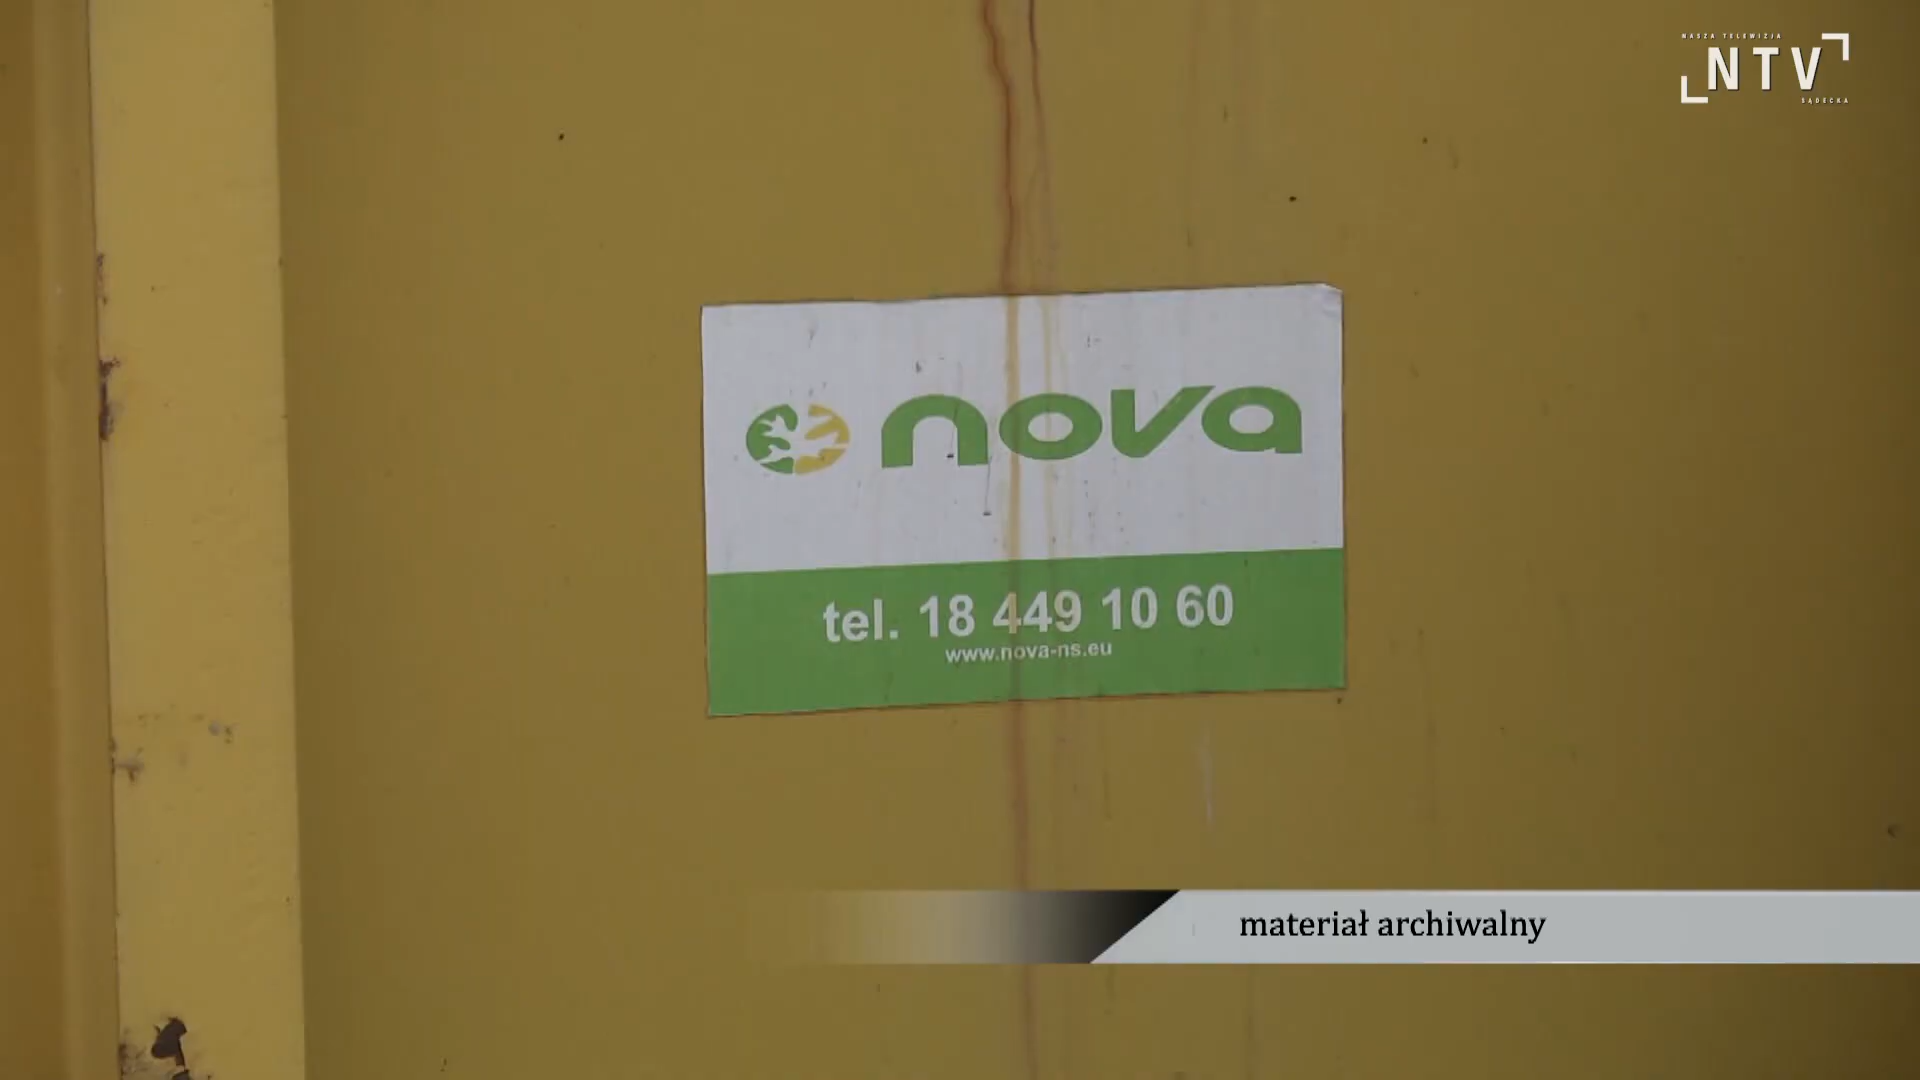 NASZA TELEWIZJA
NTV
SĄDECKA
nova
tel. 18 449 10 60
www.nova-ns.eu
materiał archiwalny